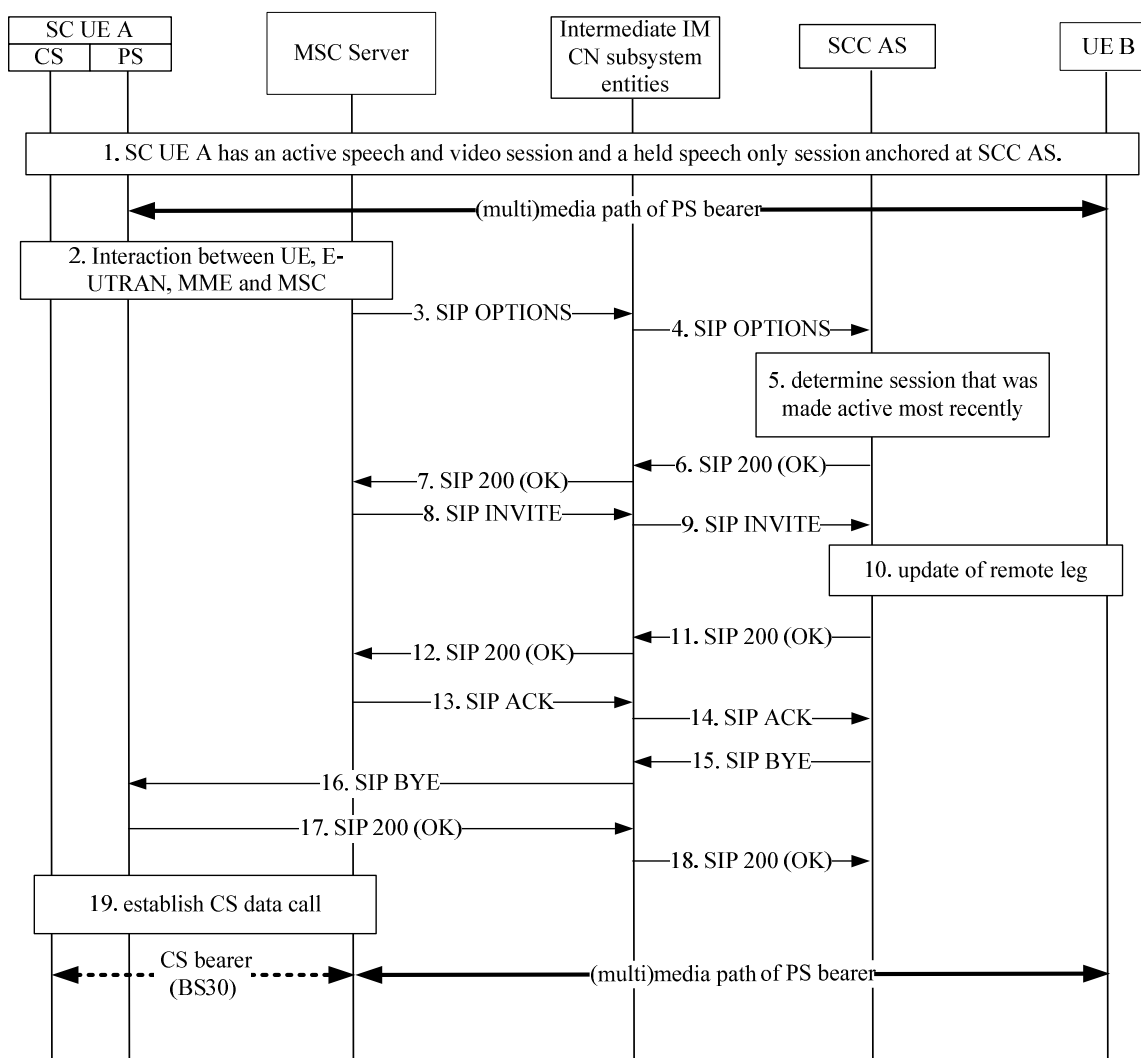 SC UE A
CS
PS
MSC Server
Intermediate IM
CN subsystem
entities
SCC AS
UE B
1. SC UE A has an active speech and video session and a held speech only session anchored at SCC AS.
(multi)media path of PS bearer
2. Interaction between UE, E-
UTRAN, MME and MSC
3. SIP OPTIONS
4. SIP OPTIONS
5. determine session that was
made active most recently
6. SIP 200 (OK)
7. SIP 200 (OK)
8. SIP INVITE
9. SIP INVITE
10. update of remote leg
11. SIP 200 (OK)
12. SIP 200 (OK)
13. SIP ACK
14. SIP ACK
15. SIP BYE
16. SIP BYE
17. SIP 200 (OK)
18. SIP 200 (OK)
19. establish CS data call
CS bearer
(BS30)
(multi)media path of PS bearer